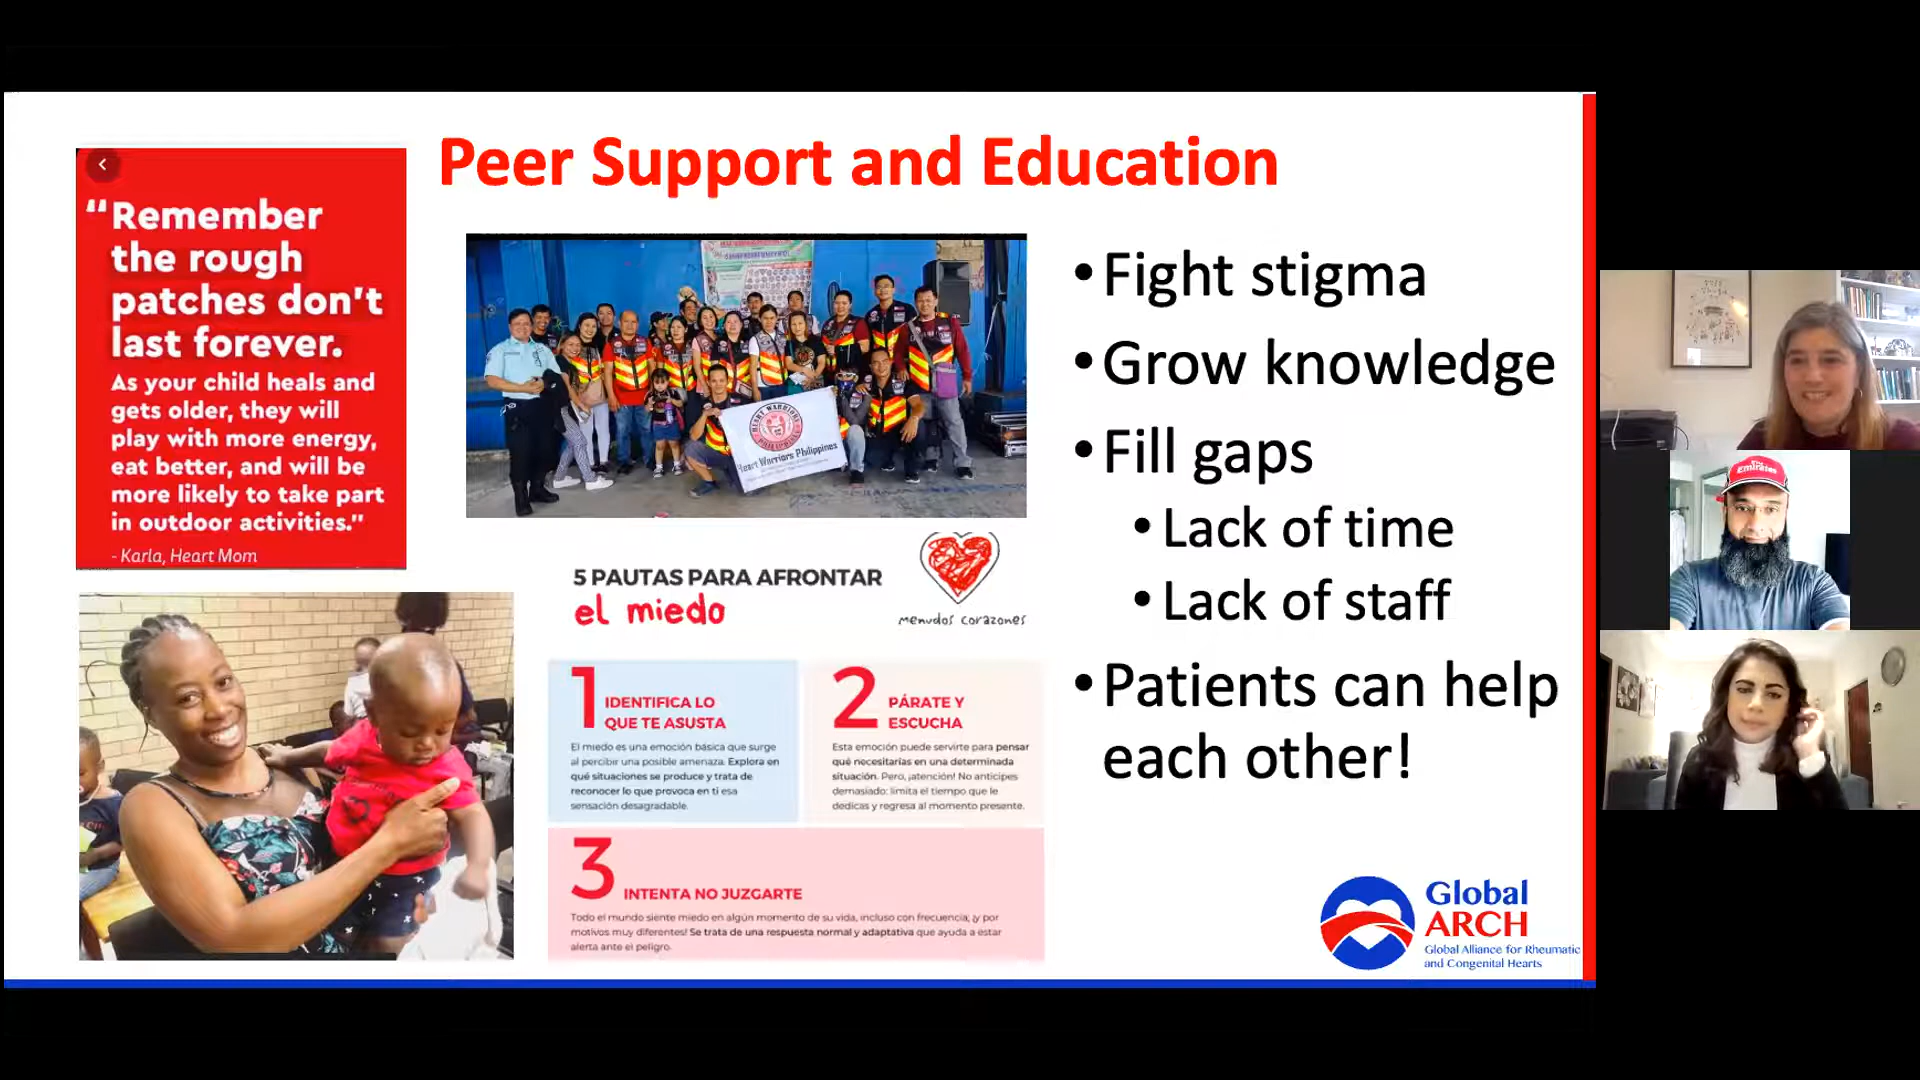 Peer Support and Education
“Remember
the rough
patches don't
last forever.
As your child heals and
gets older, they will
play with more energy,
eat better, and will be
more likely to take part
in outdoor activities.”
- Karla, Heart Mom
HEART WARRIORS
PHILIPPINES
Heart Warriors Philippines
5 PAUTAS PARA AFRONTAR
el miedo
menudos corazones
1 IDENTIFICA LO
QUE TE ASUSTA
El miedo es una emoción básica que surge
al percibir una posible amenaza. Explora en
qué situaciones se produce y trata de
reconocer lo que provoca en ti esa
sensación desagradable.
2 PÁRATE Y
ESCUCHA
Esta emoción puede servirte para pensar
qué necesitarías en una determinada
situación. Pero, ¡atención! No anticipes
demasiado: limita el tiempo que le
dedicas y regresa al momento presente.
3 INTENTA NO JUZGARTE
Todo el mundo siente miedo en algún momento de su vida, incluso con frecuencia, ¡y por
motivos muy diferentes! Se trata de una respuesta normal y adaptativa que ayuda a estar
alerta ante el peligro.
•Fight stigma
•Grow knowledge
•Fill gaps
•Lack of time
•Lack of staff
•Patients can help
each other!
Global
ARCH
Global Alliance for Rheumatic
and Congenital Hearts
Emirates